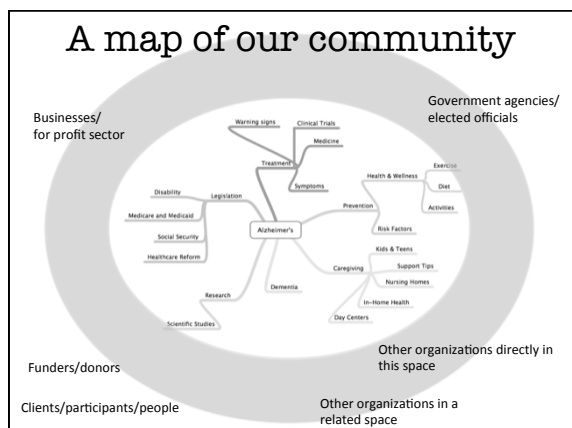 A map of our community
Businesses/
for profit sector
Government agencies/
elected officials
Warning signs
Clinical Trials
Medicine
Treatment
Symptoms
Health & Wellness
Exercise
Diet
Activities
Prevention
Risk Factors
Disability
Legislation
Medicare and Medicaid
Social Security
Healthcare Reform
Alzheimer's
Kids & Teens
Caregiving
Support Tips
Nursing Homes
In-Home Health
Day Centers
Dementia
Research
Scientific Studies
Funders/donors
Other organizations directly in
this space
Clients/participants/people
Other organizations in a
related space